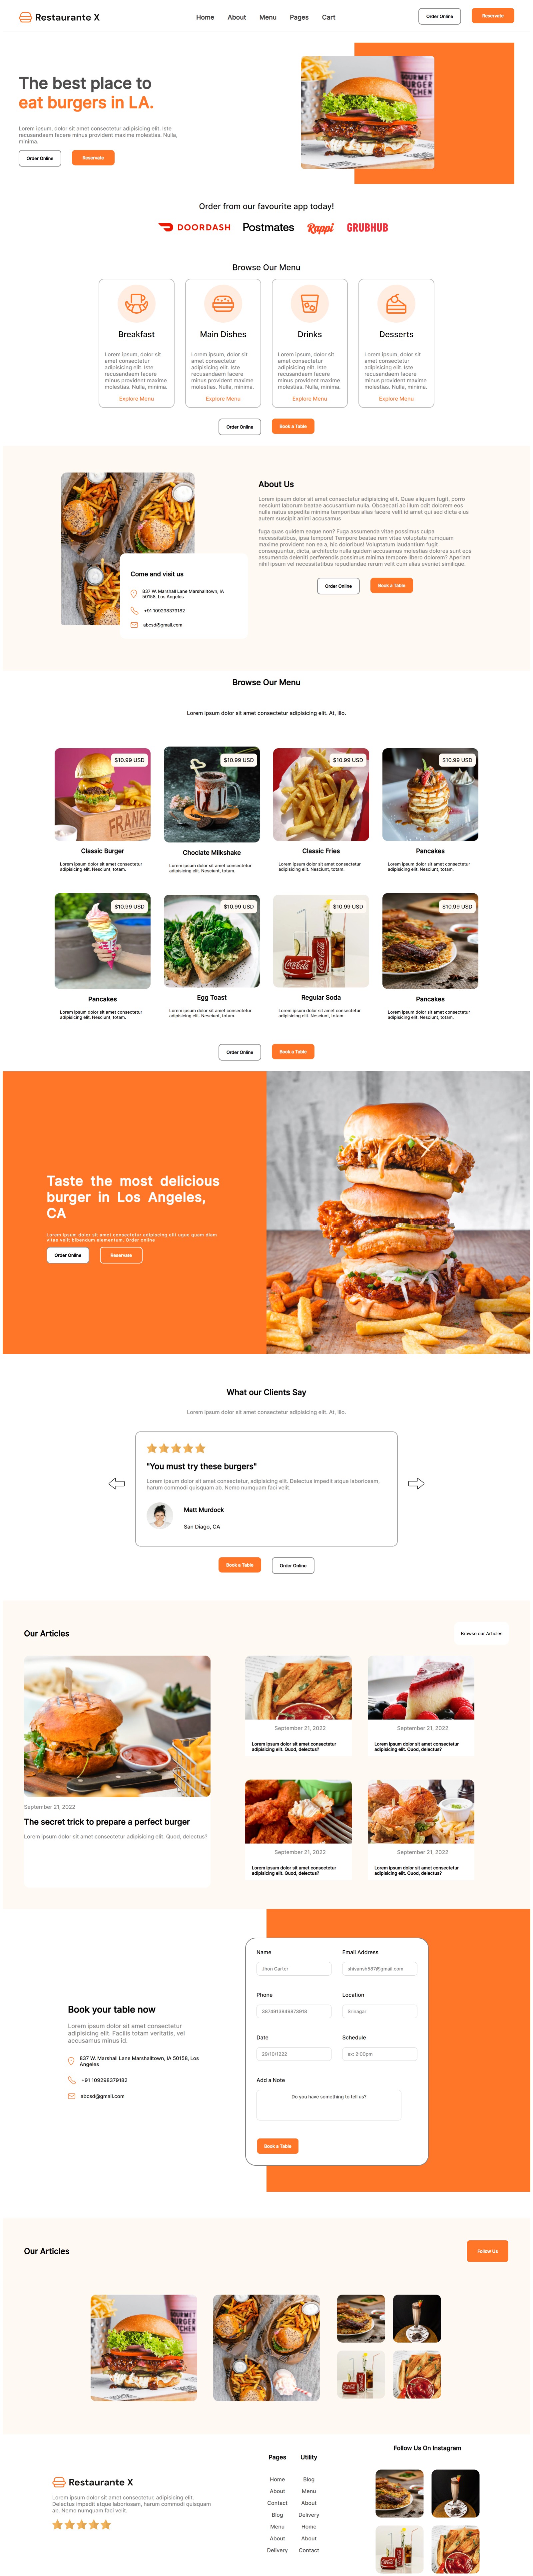 Restaurante X
Home About Menu Pages Cart
Order Online
Reservate
The best place to
eat burgers in LA.
Lorem ipsum, dolor sit amet consectetur adipisicing elit. Iste
recusandaem facere minus provident maxime molestias. Nulla,
minima.
Order Online
Reservate
Order from our favourite app today!
DOORDASH
Postmates
Rappi
GRUBHUB
Browse Our Menu
Breakfast
Lorem ipsum, dolor sit
amet consectetur
adipisicing elit. Iste
recusandaem facere
minus provident maxime
molestias. Nulla, minima.
Explore Menu
Main Dishes
Lorem ipsum, dolor sit
amet consectetur
adipisicing elit. Iste
recusandaem facere
minus provident maxime
molestias. Nulla, minima.
Explore Menu
Drinks
Lorem ipsum, dolor sit
amet consectetur
adipisicing elit. Iste
recusandaem facere
minus provident maxime
molestias. Nulla, minima.
Explore Menu
Desserts
Lorem ipsum, dolor sit
amet consectetur
adipisicing elit. Iste
recusandaem facere
minus provident maxime
molestias. Nulla, minima.
Explore Menu
Order Online
Book a Table
Come and visit us
837 W. Marshall Lane Marshalltown, IA
50158, Los Angeles
+91 109298379182
abcsd@gmail.com
About Us
Lorem ipsum dolor sit amet consectetur adipisicing elit. Quae aliquam fugit, porro
nesciunt laborum beatae accusantium nulla. Obcaecati ab illum odit dolorem eos
nulla natus expedita minima temporibus alias facere velit id amet qui sed dicta eius
autem suscipit animi accusamus
fuga quas quidem eaque non? Fuga assumenda vitae possimus culpa
necessitatibus, ipsa tempore! Tempore beatae rem vitae voluptate numquam
maxime provident non ea a, hic doloribus! Voluptatum laudantium fugit
consequuntur, dicta, architecto nulla quidem accusamus molestias dolores sunt eos
assumenda deleniti perferendis possimus maxime tempora libero eligendi. Aperiam
nihil ipsum vol necessitatibus repudandae rerum velit cum alias eveniet similique.
Order Online
Book a Table
Browse Our Menu
Lorem ipsum dolor sit amet consectetur adipisicing elit. At, illo.
$10.99 USD
Classic Burger
Lorem ipsum dolor sit amet consectetur
adipisicing elit. Nesciunt, totam.
$10.99 USD
Choclate Milkshake
Lorem ipsum dolor sit amet consectetur
adipisicing elit. Nesciunt, totam.
$10.99 USD
Classic Fries
Lorem ipsum dolor sit amet consectetur
adipisicing elit. Nesciunt, totam.
$10.99 USD
Pancakes
Lorem ipsum dolor sit amet consectetur
adipisicing elit. Nesciunt, totam.
$10.99 USD
Pancakes
Lorem ipsum dolor sit amet consectetur
adipisicing elit. Nesciunt, totam.
$10.99 USD
Egg Toast
Lorem ipsum dolor sit amet consectetur
adipisicing elit. Nesciunt, totam.
$10.99 USD
Coca-Cola
Regular Soda
Lorem ipsum dolor sit amet consectetur
adipisicing elit. Nesciunt, totam.
$10.99 USD
Pancakes
Lorem ipsum dolor sit amet consectetur
adipisicing elit. Nesciunt, totam.
Order Online
Book a Table
Taste the most delicious
burger in Los Angeles,
CA
Lorem ipsum dolor sit amet consectetur adipiscing elit ugue quam diam
vitae velit bibendum elementum. Order online
Order Online
Reservate
What our Clients Say
Lorem ipsum dolor sit amet consectetur adipisicing elit. At, illo.
"You must try these burgers"
Lorem ipsum dolor sit amet consectetur, adipisicing elit. Delectus impedit atque laboriosam,
harum commodi quisquam ab. Nemo numquam faci velit.
Matt Murdock
San Diago, CA
Book a Table
Order Online
Our Articles
Browse our Articles
September 21, 2022
The secret trick to prepare a perfect burger
Lorem ipsum dolor sit amet consectetur adipisicing elit. Quod, delectus?
September 21, 2022
Lorem ipsum dolor sit amet consectetur
adipisicing elit. Quod, delectus?
September 21, 2022
Lorem ipsum dolor sit amet consectetur
adipisicing elit. Quod, delectus?
September 21, 2022
Lorem ipsum dolor sit amet consectetur
adipisicing elit. Quod, delectus?
September 21, 2022
Lorem ipsum dolor sit amet consectetur
adipisicing elit. Quod, delectus?
Book your table now
Lorem ipsum dolor sit amet consectetur
adipisicing elit. Facilis totam veritatis, vel
accusamus minus id.
837 W. Marshall Lane Marshalltown, IA 50158, Los
Angeles
+91 109298379182
abcsd@gmail.com
Name
Jhon Carter
Email Address
shivansh587@gmail.com
Phone
3874913849873918
Location
Srinagar
Date
29/10/1222
Schedule
ex: 2:00pm
Add a Note
Do you have something to tell us?
Book a Table
Our Articles
Follow Us
Restaurante X
Lorem ipsum dolor sit amet consectetur, adipisicing elit.
Delectus impedit atque laboriosam, harum commodi quisquam
ab. Nemo numquam faci velit.
Pages
Home
About
Contact
Blog
Menu
About
Delivery
Utility
Blog
Menu
About
Delivery
Home
About
Contact
Follow Us On Instagram